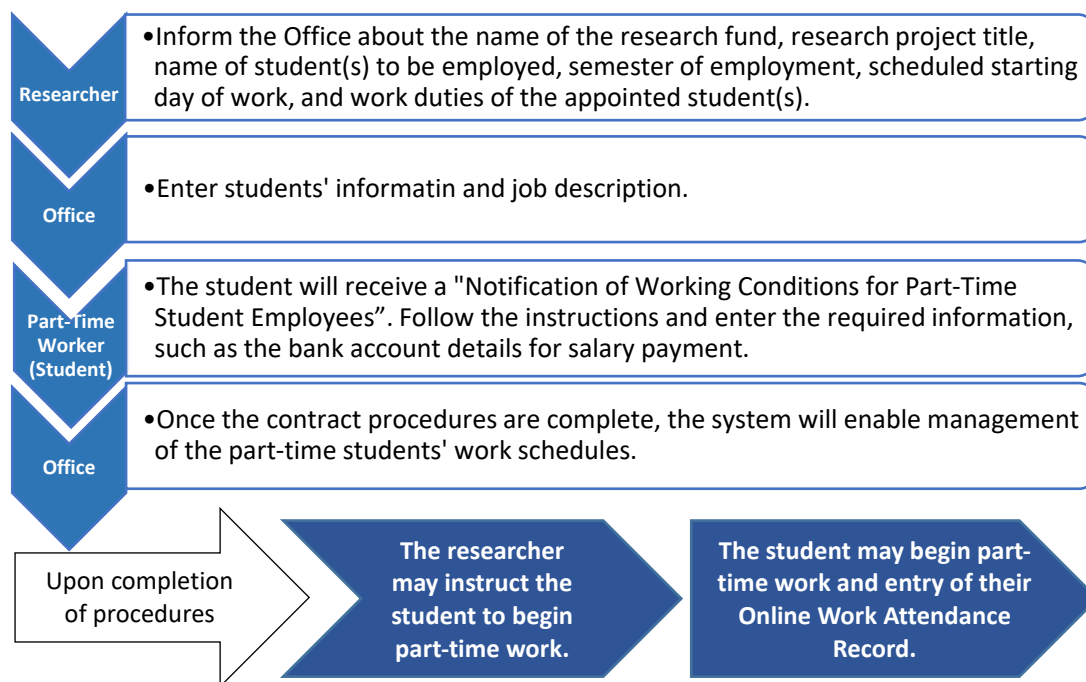 Researcher
•Inform the Office about the name of the research fund, research project title,
name of student(s) to be employed, semester of employment, scheduled starting
day of work, and work duties of the appointed student(s).
Office
•Enter students' informatin and job description.
Part-Time
Worker
(Student)
•The student will receive a "Notification of Working Conditions for Part-Time
Student Employees”. Follow the instructions and enter the required information,
such as the bank account details for salary payment.
Office
•Once the contract procedures are complete, the system will enable management
of the part-time students' work schedules.
Upon completion
of procedures
The researcher
may instruct the
student to begin
part-time work.
The student may begin part-
time work and entry of their
Online Work Attendance
Record.